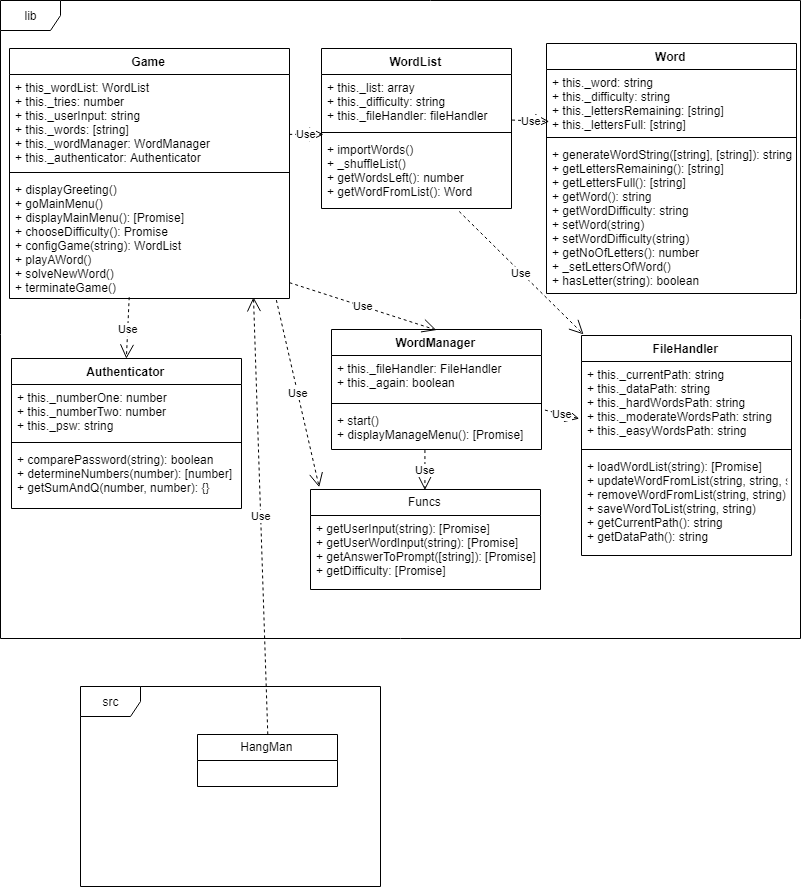 lib
Game
+ this_wordList: WordList
+ this._tries: number
+ this._userInput: string
+ this._words: [string]
+ this._wordManager: WordManager
+ this._authenticator: Authenticator
+ displayGreeting()
+ goMainMenu()
+ displayMainMenu(): [Promise]
+ chooseDifficulty(): Promise
+ configGame(string): WordList
+ playAWord()
+ solveNewWord()
+ terminateGame()
Use
WordList
+ this._list: array
+ this._difficulty: string
+ this._fileHandler: fileHandler
+ importWords()
+ _shuffleList()
+ getWordsLeft(): number
+ getWordFromList(): Word
Use
Word
+ this._word: string
+ this._difficulty: string
+ this._lettersRemaining: [string]
+ this._lettersFull: [string]
+ generateWordString([string], [string]): string
+ getLettersRemaining(): [string]
+ getLettersFull(): [string]
+ getWord(): string
+ getWordDifficulty: string
+ setWord(string)
+ setWordDifficulty(string)
+ getNoOfLetters(): number
+ _setLettersOfWord()
+ hasLetter(string): boolean
Use
Use
Use
Authenticator
+ this._numberOne: number
+ this._numberTwo: number
+ this._psw: string
+ comparePassword(string): boolean
+ determineNumbers(number): [number]
+ getSumAndQ(number, number): {}
Use
Use
WordManager
+ this._fileHandler: FileHandler
+ this._again: boolean
+ start()
+ displayManageMenu(): [Promise]
Use
Use
FileHandler
+ this._currentPath: string
+ this._dataPath: string
+ this._hardWordsPath: string
+ this._moderateWordsPath: string
+ this._easyWordsPath: string
+ loadWordList(string): [Promise]
+ updateWordFromList(string, string,
+ removeWordFromList(string, string)
+ saveWordToList(string, string)
+ getCurrentPath(): string
+ getDataPath(): string
Funcs
+ getUserInput(string): [Promise]
+ getUserWordInput(string): [Promise]
+ getAnswerToPrompt([string]): [Promise]
+ getDifficulty: [Promise]
src
HangMan